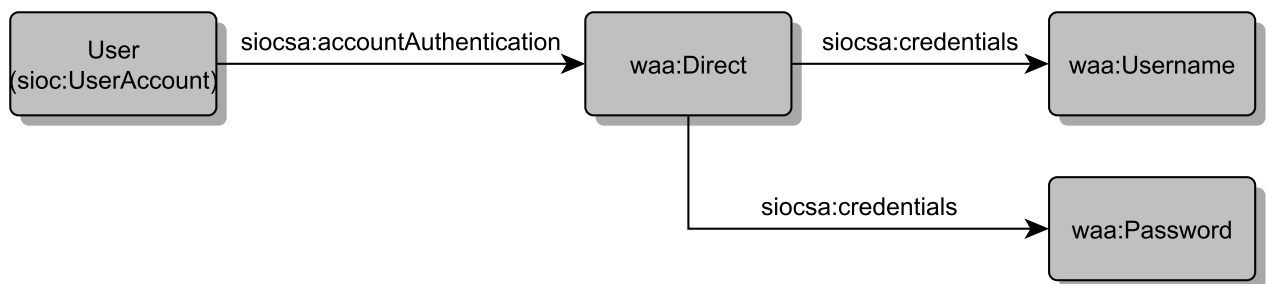 User
(sioc:UserAccount)
siocsa:accountAuthentication
waa:Direct
siocsa:credentials
waa:Username
siocsa:credentials
waa:Password